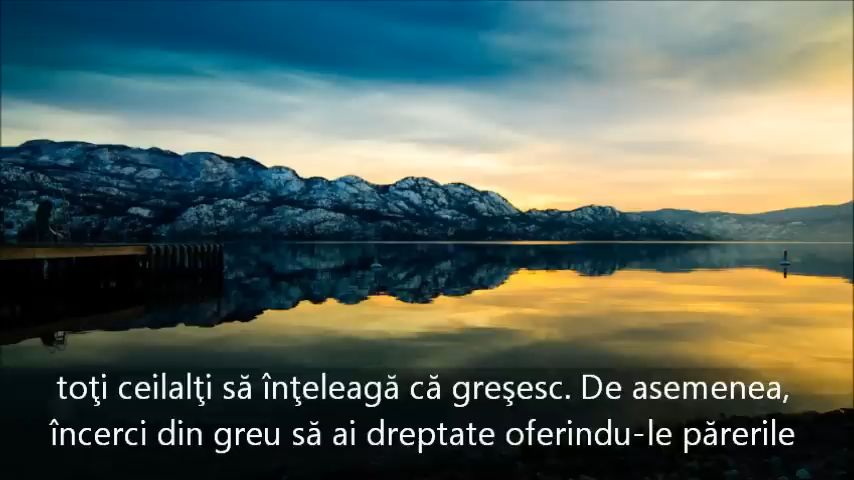 toţi ceilalţi să înţeleagă că greşesc. De asemenea,
încerci din greu să ai dreptate oferindu-le părerile